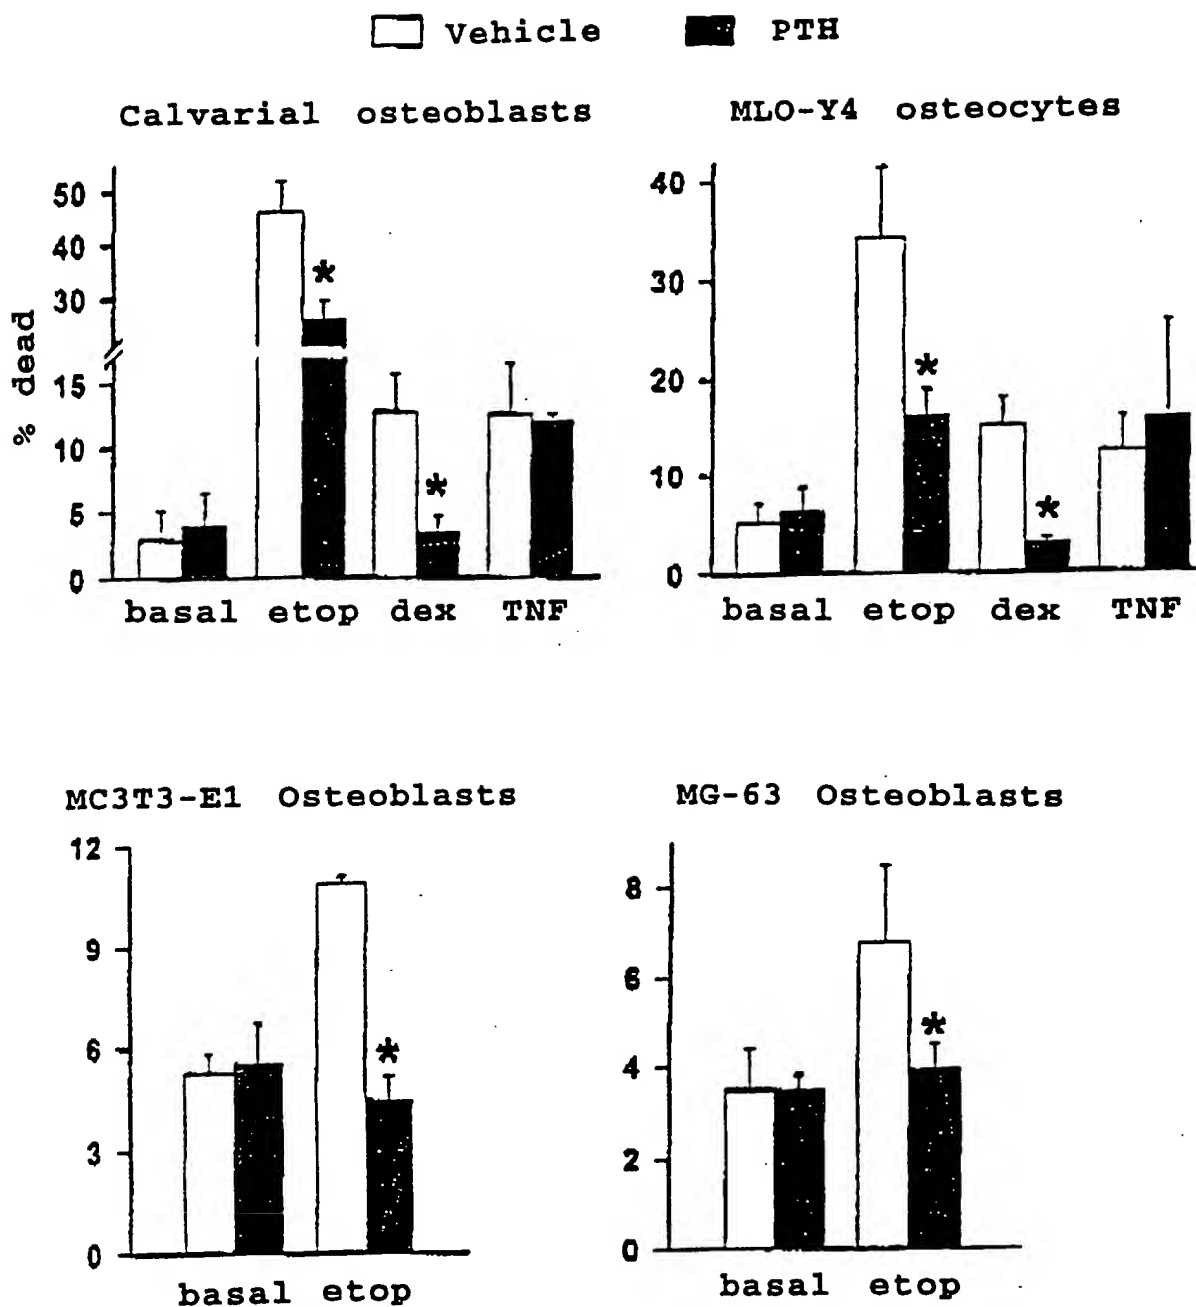 Vehicle PTH
Calvarial osteoblasts
% dead
50
40
30
15
10
5
0
* *
basal etop dex TNF
MLO-Y4 osteocytes
40
30
20
10
0
* *
basal etop dex TNF
MC3T3-E1 Osteoblasts
12
9
6
3
0
*
basal etop
MG-63 Osteoblasts
8
6
4
2
0
*
basal etop